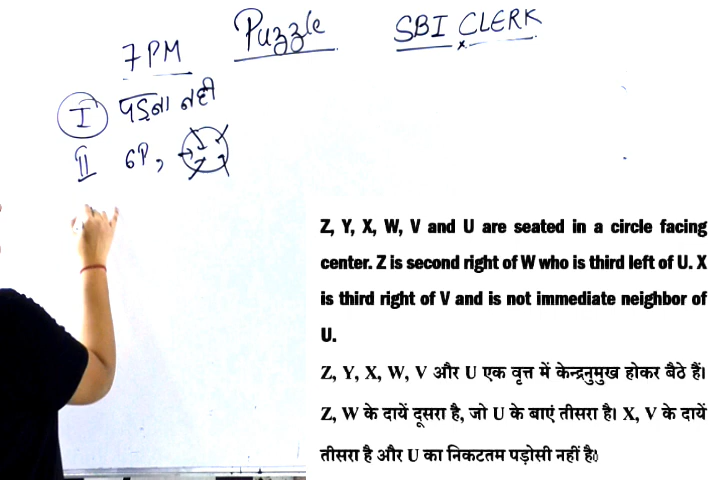 7 PM Puzzle SBI CLERK
I पढ़ना नही
II 6P,
Z, Y, X, W, V and U are seated in a circle facing
center. Z is second right of W who is third left of U. X
is third right of V and is not immediate neighbor of
U.
Z, Y, X, W, V और U एक वृत्त में केन्द्रनुमुख होकर बैठे हैं।
Z, W के दायें दूसरा है, जो U के बाएं तीसरा है। X, V के दायें
तीसरा है और U का निकटतम पड़ोसी नहीं है।